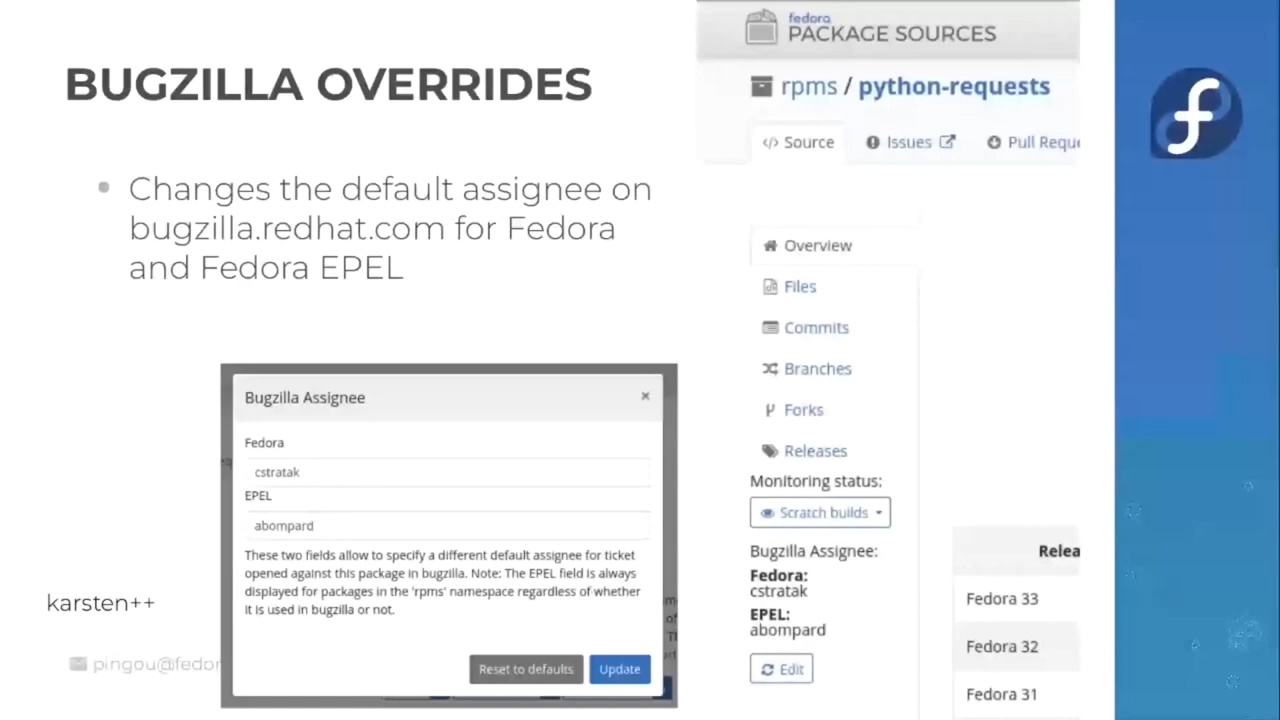 BUGZILLA OVERRIDES
Changes the default assignee on
bugzilla.redhat.com for Fedora
and Fedora EPEL
Bugzilla Assignee
×
Fedora
cstratak
EPEL
abompard
These two fields allow to specify a different default assignee for ticket
opened against this package in bugzilla. Note: The EPEL field is always
displayed for packages in the 'rpms' namespace regardless of whether
it is used in bugzilla or not.
Reset to defaults
Update
karsten++
pingou@fedor
fedora
PACKAGE SOURCES
rpms / python-requests
</> Source
Issues
Pull Requ
Overview
Files
Commits
Branches
Forks
Releases
Monitoring status:
Scratch builds
Bugzilla Assignee:
Fedora:
cstratak
EPEL:
abompard
Edit
Relea
Fedora 33
Fedora 32
Fedora 31